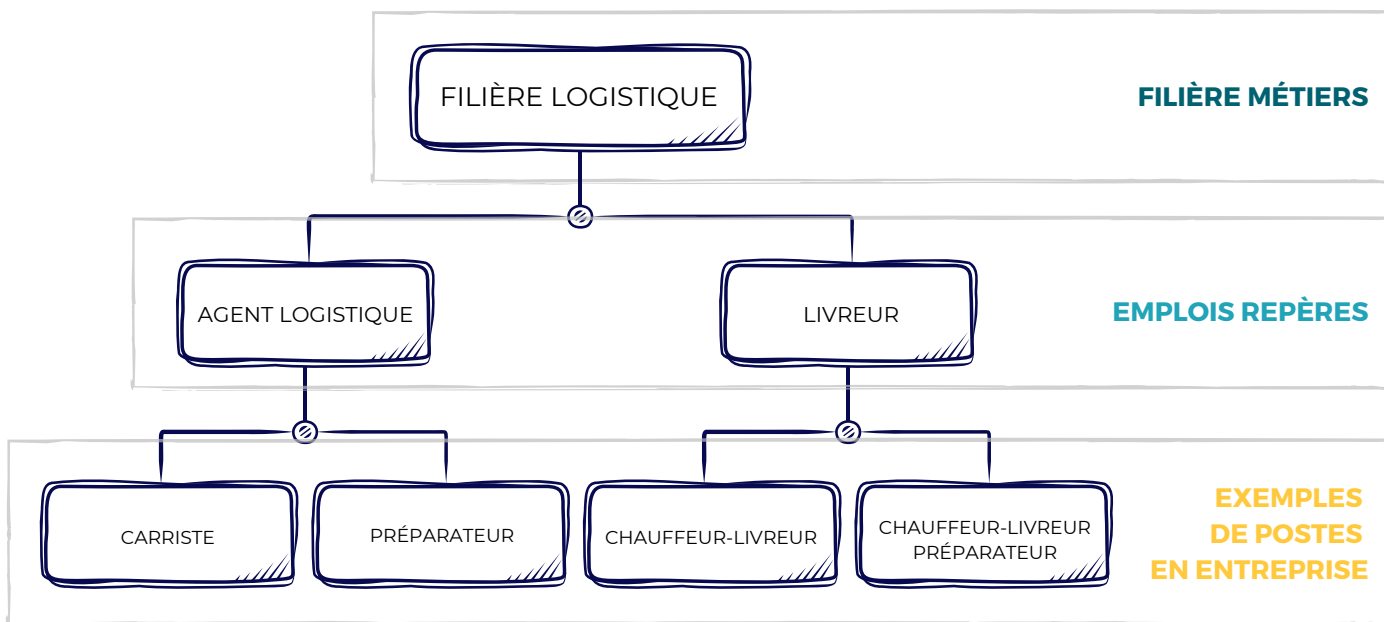 FILIÈRE LOGISTIQUE
FILIÈRE MÉTIERS
AGENT LOGISTIQUE
LIVREUR
EMPLOIS REPÈRES
CARRISTE
PRÉPARATEUR
CHAUFFEUR-LIVREUR
CHAUFFEUR-LIVREUR
PRÉPARATEUR
EXEMPLES
DE POSTES
EN ENTREPRISE